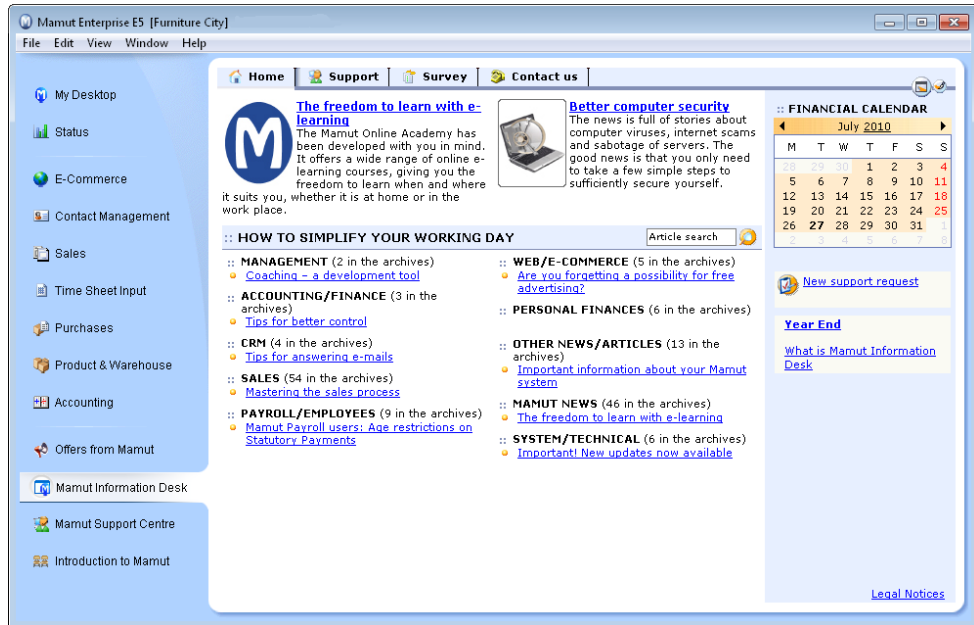 Mamut Enterprise E5 [Furniture City]
File Edit View Window Help
My Desktop
Status
E-Commerce
Contact Management
Sales
Time Sheet Input
Purchases
Product & Warehouse
Accounting
Offers from Mamut
Mamut Information Desk
Mamut Support Centre
Introduction to Mamut
Home Support Survey Contact us
The freedom to learn with e-
learning
The Mamut Online Academy has
been developed with you in mind.
It offers a wide range of online e-
learning courses, giving you the
freedom to learn when and where
it suits you, whether it is at home or in the
work place.
Better computer security
The news is full of stories about
computer viruses, internet scams
and sabotage of servers. The
good news is that you only need
to take a few simple steps to
sufficiently secure yourself.
:: HOW TO SIMPLIFY YOUR WORKING DAY
Article search
:: MANAGEMENT (2 in the archives)
Coaching – a development tool
:: ACCOUNTING/FINANCE (3 in the
archives)
Tips for better control
:: CRM (4 in the archives)
Tips for answering e-mails
:: SALES (54 in the archives)
Mastering the sales process
:: PAYROLL/EMPLOYEES (9 in the archives)
Mamut Payroll users: Age restrictions on
Statutory Payments
:: WEB/E-COMMERCE (5 in the archives)
Are you forgetting a possibility for free
advertising?
:: PERSONAL FINANCES (6 in the archives)
:: OTHER NEWS/ARTICLES (13 in the
archives)
Important information about your Mamut
system
:: MAMUT NEWS (46 in the archives)
The freedom to learn with e-learning
:: SYSTEM/TECHNICAL (6 in the archives)
Important! New updates now available
:: FINANCIAL CALENDAR
July 2010
M T W T F S S
28 29 30 1 2 3 4
5 6 7 8 9 10 11
12 13 14 15 16 17 18
19 20 21 22 23 24 25
26 27 28 29 30 31 1
2 3 4 5 6 7 8
New support request
Year End
What is Mamut Information
Desk
Legal Notices